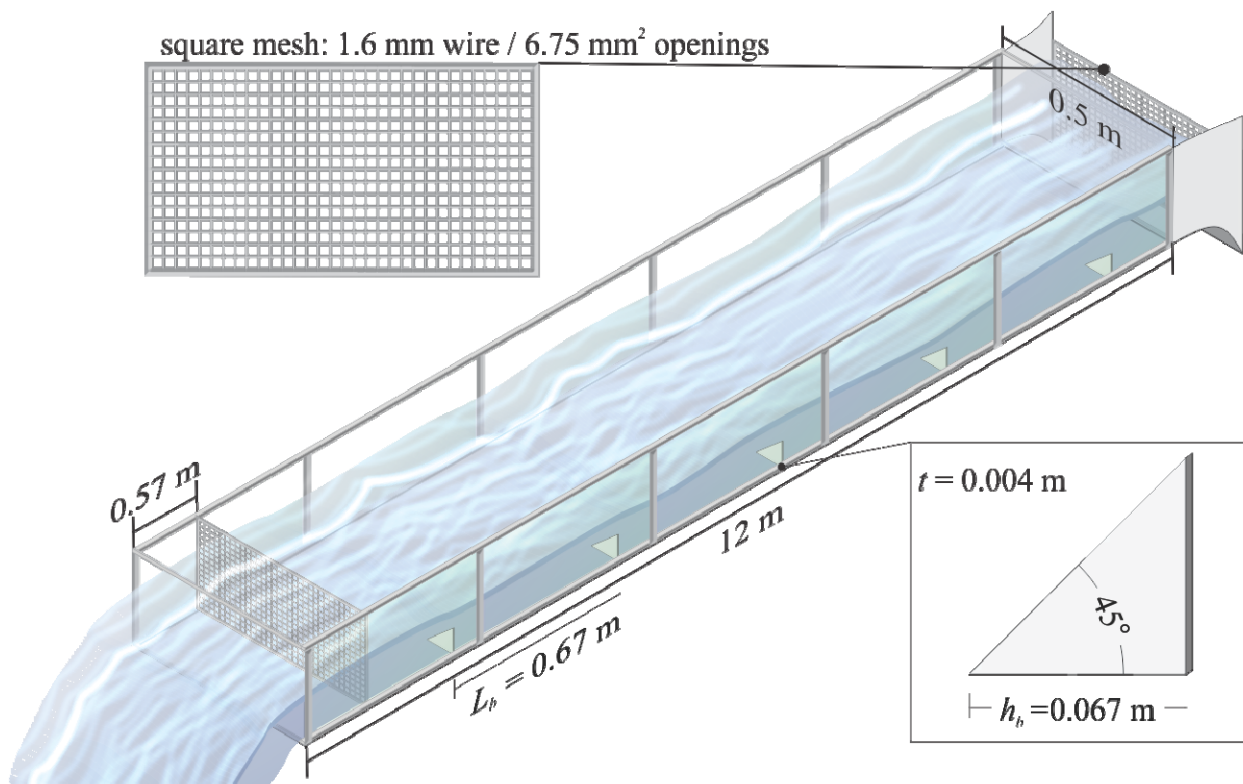 square mesh: 1.6 mm wire / 6.75 mm² openings
0.5 m
0.57 m
12 m
L_b = 0.67 m
t = 0.004 m
45°
h_b =0.067 m